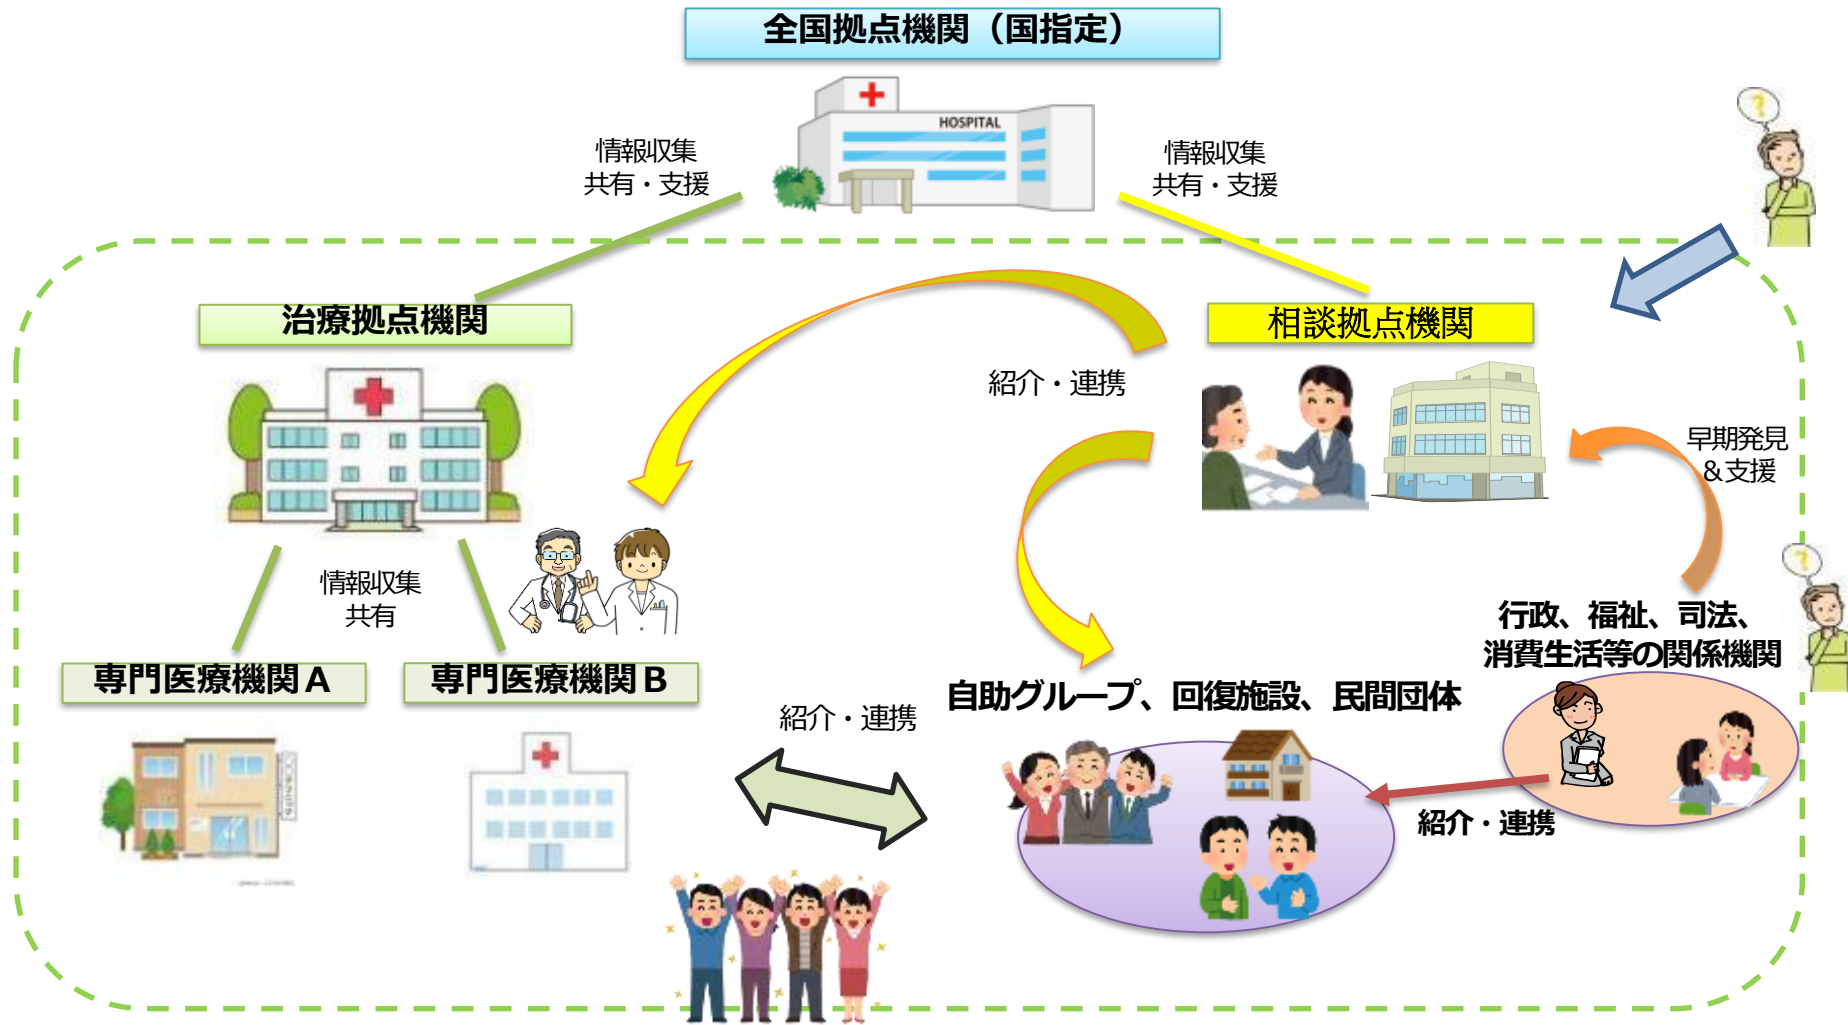 全国拠点機関（国指定）
HOSPITAL
情報収集
共有・支援
情報収集
共有・支援
?
治療拠点機関
相談拠点機関
紹介・連携
早期発見
＆支援
情報収集
共有
?
行政、福祉、司法、
消費生活等の関係機関
専門医療機関Ａ
専門医療機関Ｂ
自助グループ、回復施設、民間団体
紹介・連携
紹介・連携